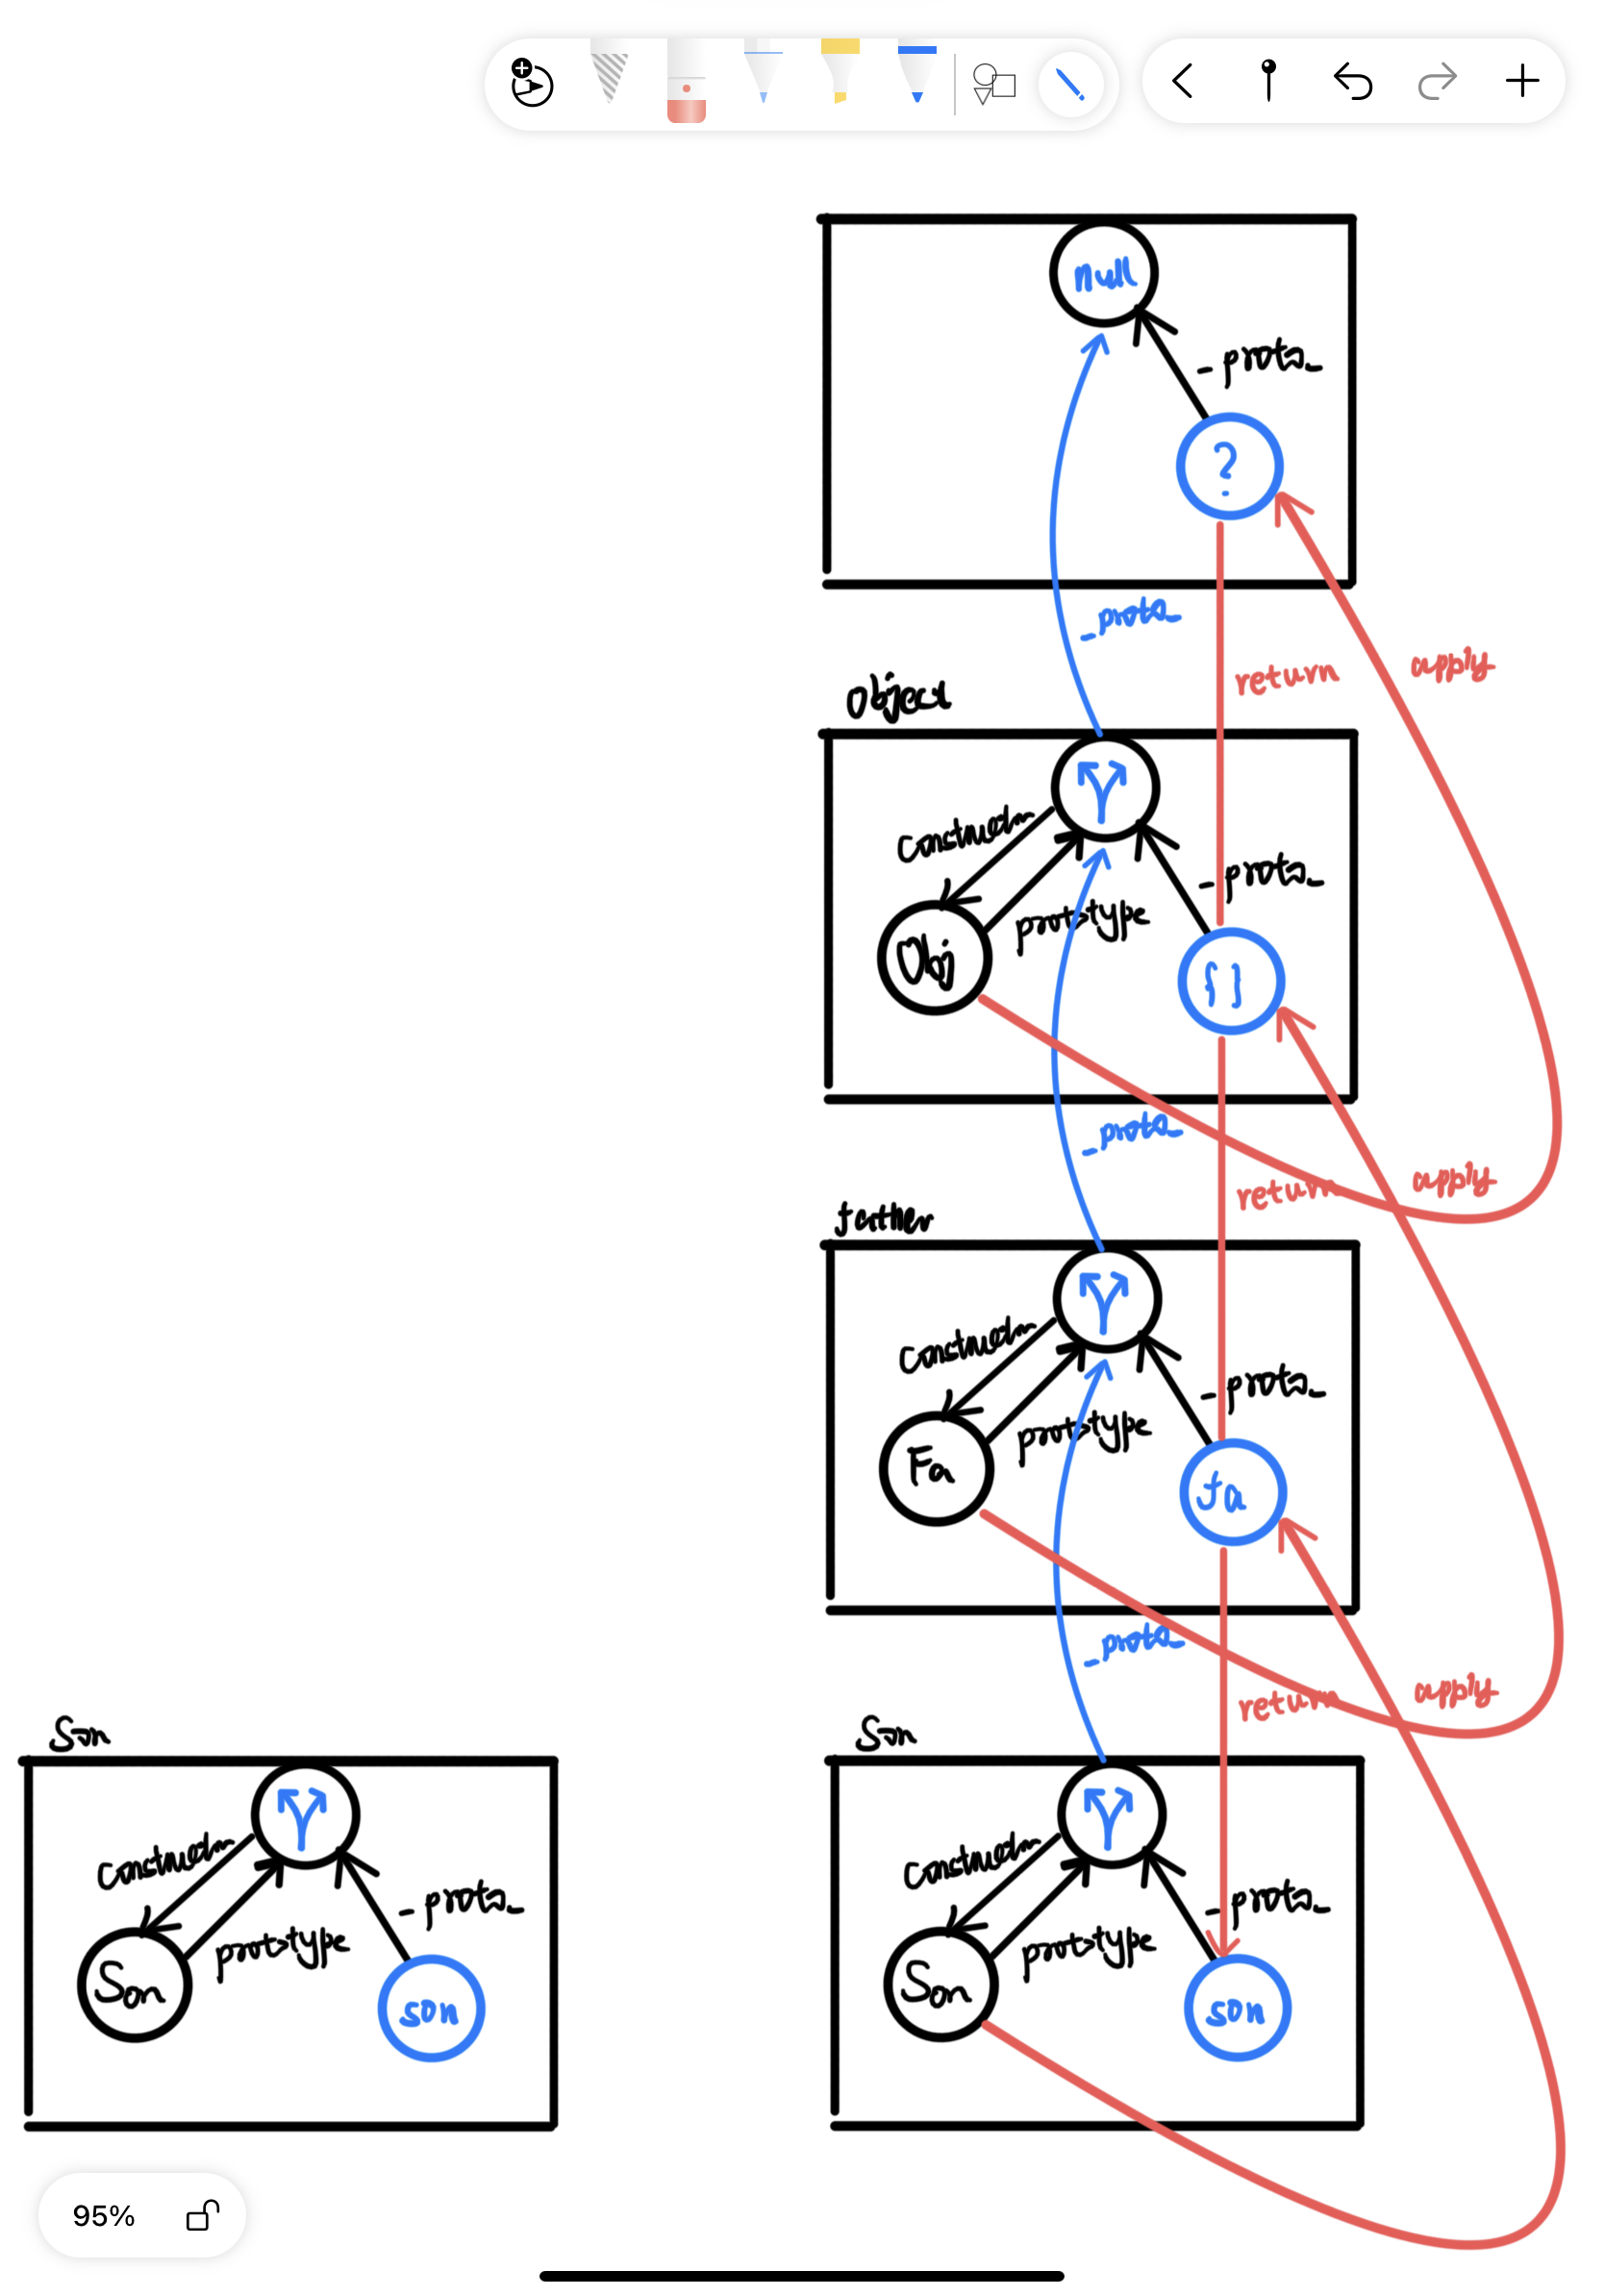 null
_proto_
?
_proto_
return
apply
Object
Constructor
_proto_
prototype
Obj
{}
_proto_
return
apply
father
Constructor
_proto_
prototype
Fa
fa
_proto_
return
apply
Son
Constructor
_proto_
prototype
Son
son
Son
Constructor
_proto_
prototype
Son
son
95%